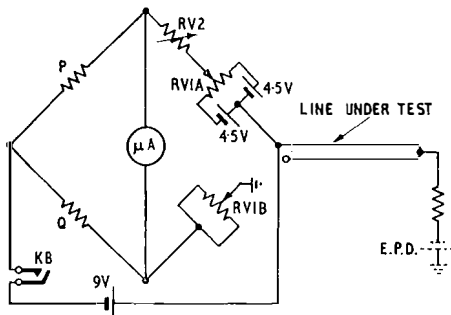 RV2
P
RV1A
4·5V
4·5V
μA
LINE UNDER TEST
RV1B
Q
E.P.D.
KB
9V